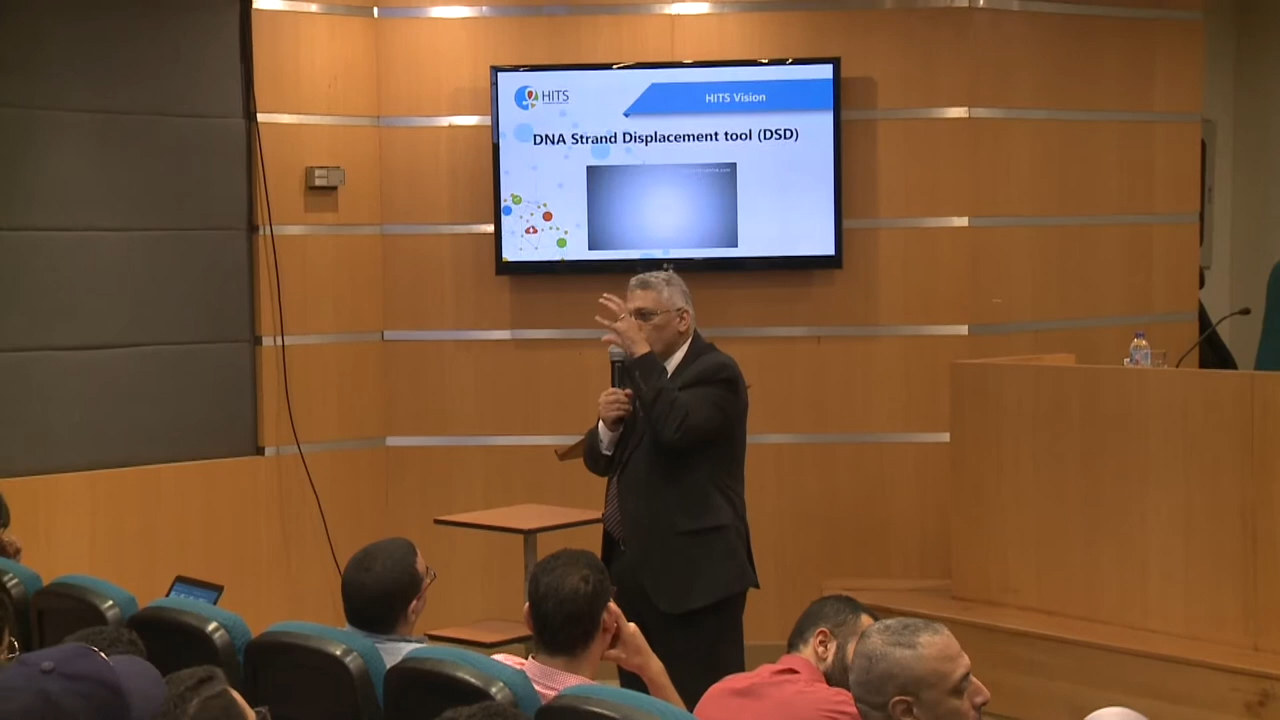 HITS
HITS Vision
DNA Strand Displacement tool (DSD)